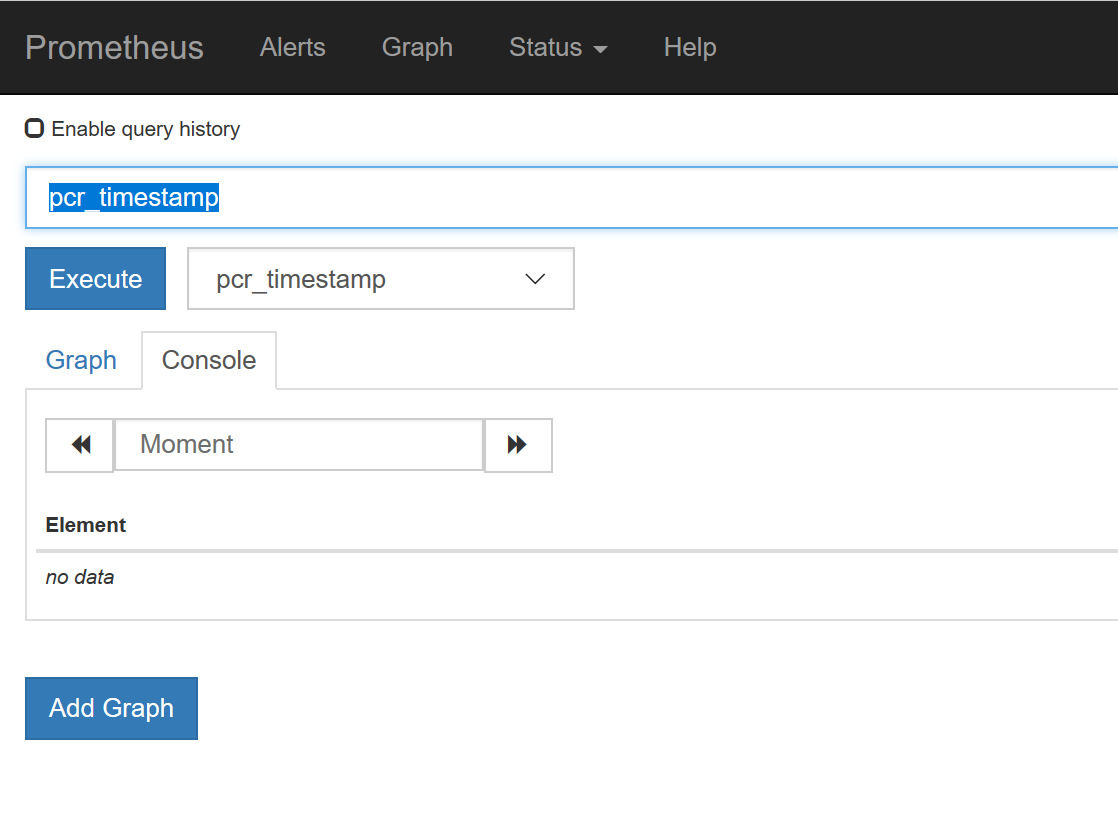 Prometheus Alerts Graph Status Help
Enable query history
pcr_timestamp
Execute pcr_timestamp
Graph Console
Moment
Element
no data
Add Graph